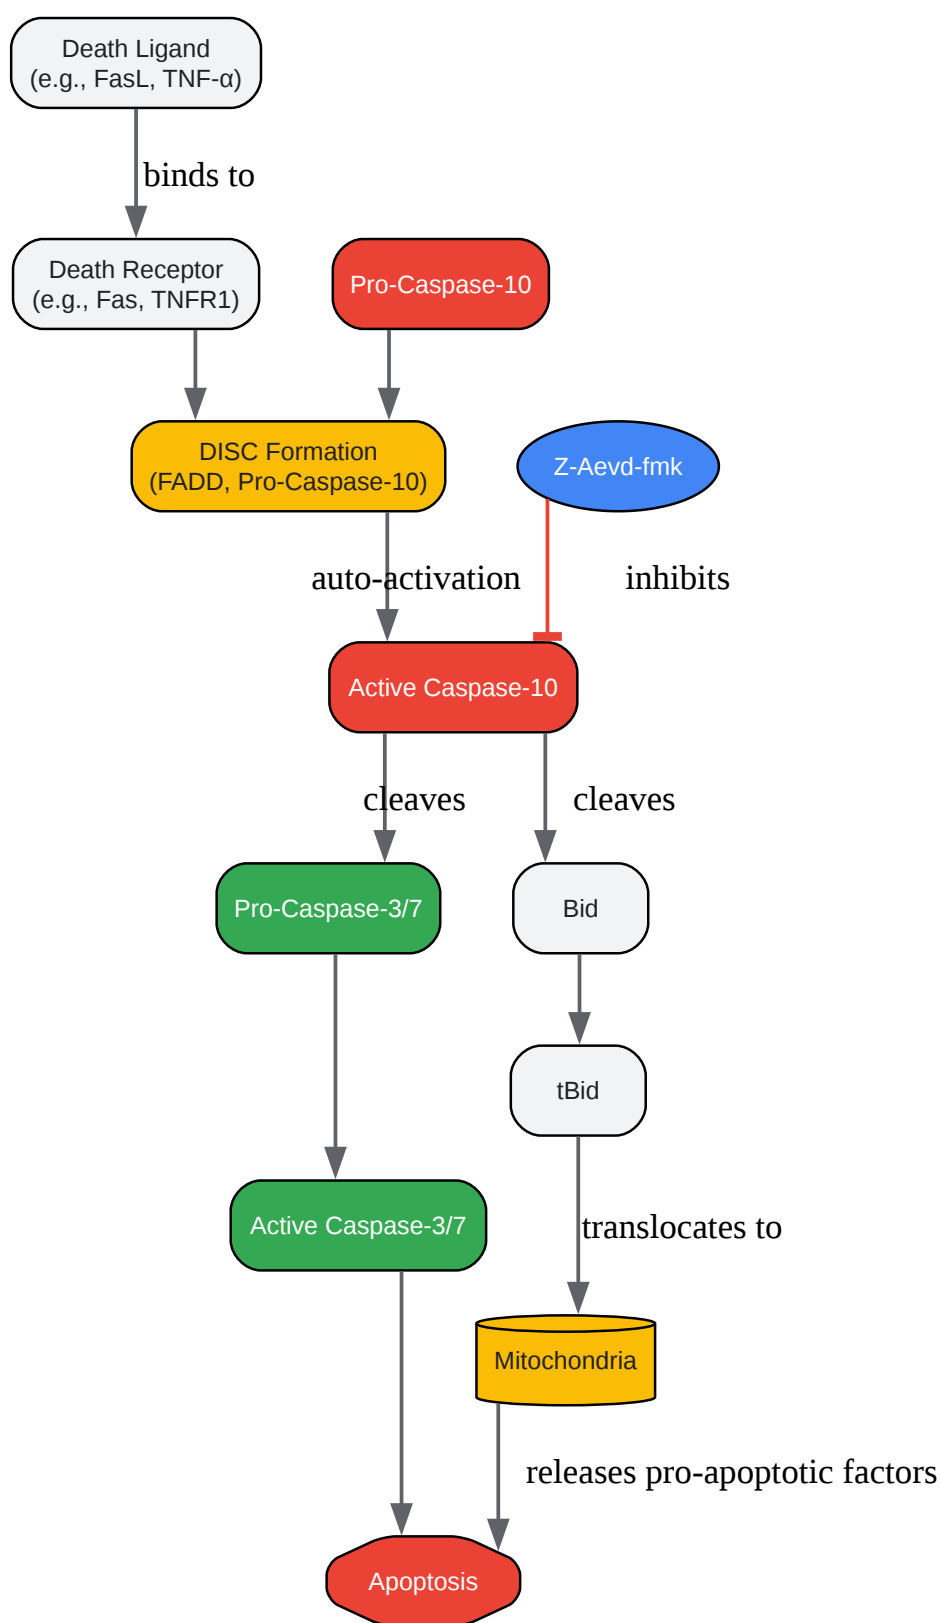 Death Ligand
(e.g., FasL, TNF-α)
binds to
Death Receptor
(e.g., Fas, TNFR1)
Pro-Caspase-10
DISC Formation
(FADD, Pro-Caspase-10)
Z-Aevd-fmk
auto-activation
inhibits
Active Caspase-10
cleaves
cleaves
Pro-Caspase-3/7
Bid
tBid
Active Caspase-3/7
translocates to
Mitochondria
releases pro-apoptotic factors
Apoptosis